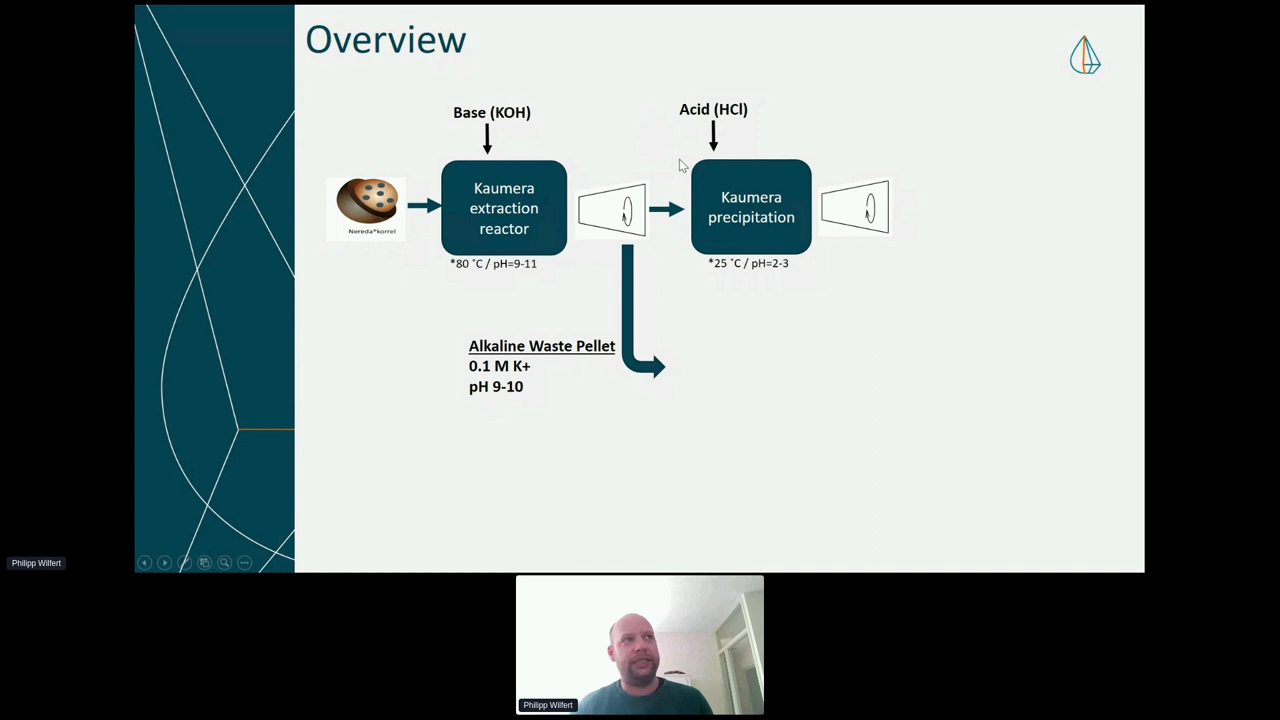 Overview
Base (KOH)
Acid (HCl)
Kaumera
extraction
reactor
Kaumera
precipitation
Nereda*korrel
*80 ˚C / pH=9-11
*25 ˚C / pH=2-3
Alkaline Waste Pellet
0.1 M K+
pH 9-10
Philipp Wilfert
Philipp Wilfert